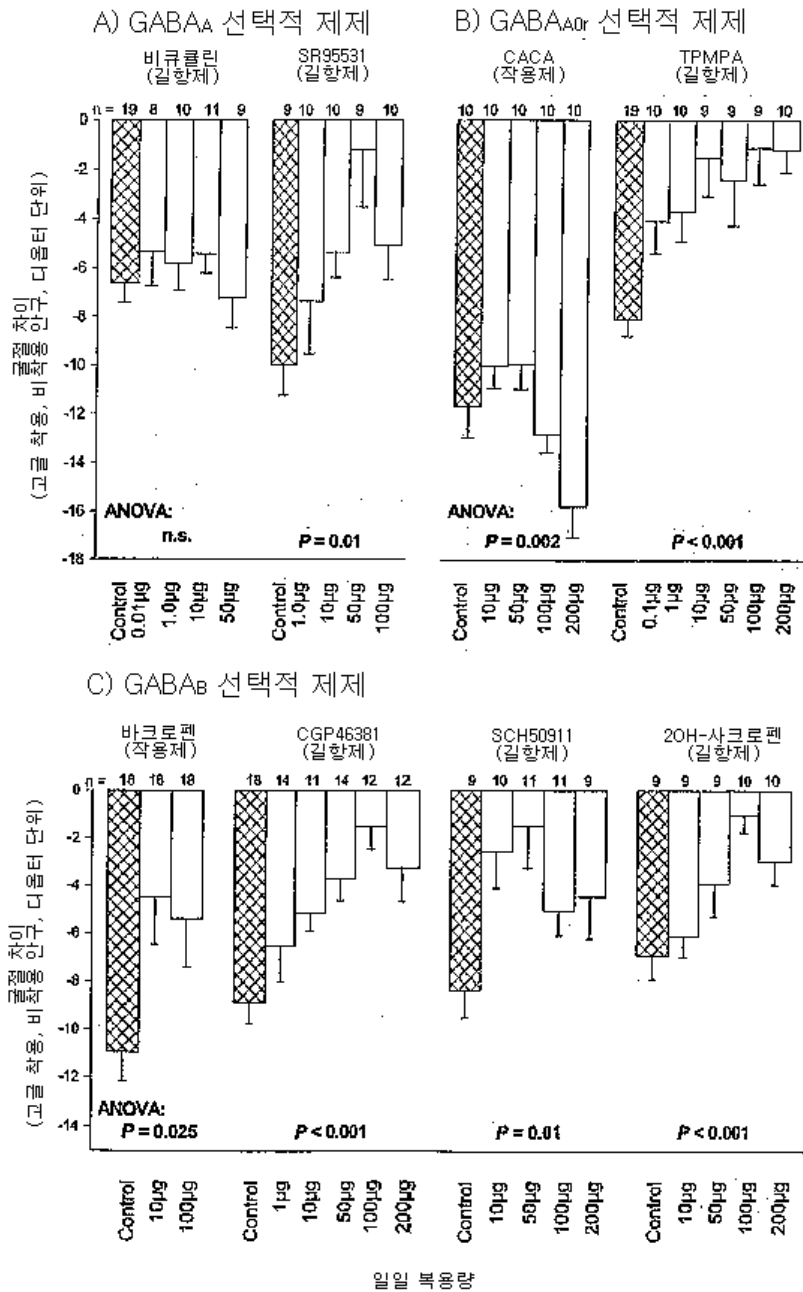 A) GABAA 선택적 제제
B) GABAA0r 선택적 제제
비큐쿨린
(길항제)
SR95531
(길항제)
CACA
(작용제)
TPMPA
(길항제)
n = 19 8 10 11 9
9 10 10 9 10
10 10 10 10 10
19 10 10 9 9 9 10
0
-2
-4
-6
-8
-10
-12
-14
-16
-18
굴절 차이
(고글 착용, 비착용 안구, 디옵터 단위)
ANOVA:
n.s.
P = 0.01
ANOVA:
P = 0.002
P < 0.001
Control
0.01µg
1.0µg
10µg
50µg
Control
1.0µg
10µg
50µg
100µg
Control
10µg
50µg
100µg
200µg
Control
0.1µg
1µg
10µg
50µg
100µg
200µg
C) GABAB 선택적 제제
바크로펜
(작용제)
CGP46381
(길항제)
SCH50911
(길항제)
2OH-사크로펜
(길항제)
n = 18 16 18
18 14 11 14 12 12
9 10 11 11 9
9 9 9 10 10
0
-2
-4
-6
-8
-10
-12
-14
굴절 차이
(고글 착용, 비착용 안구, 디옵터 단위)
ANOVA:
P = 0.025
P < 0.001
P = 0.01
P < 0.001
Control
10µg
100µg
Control
1µg
10µg
50µg
100µg
200µg
Control
10µg
50µg
100µg
200µg
Control
10µg
50µg
100µg
200µg
일일 복용량